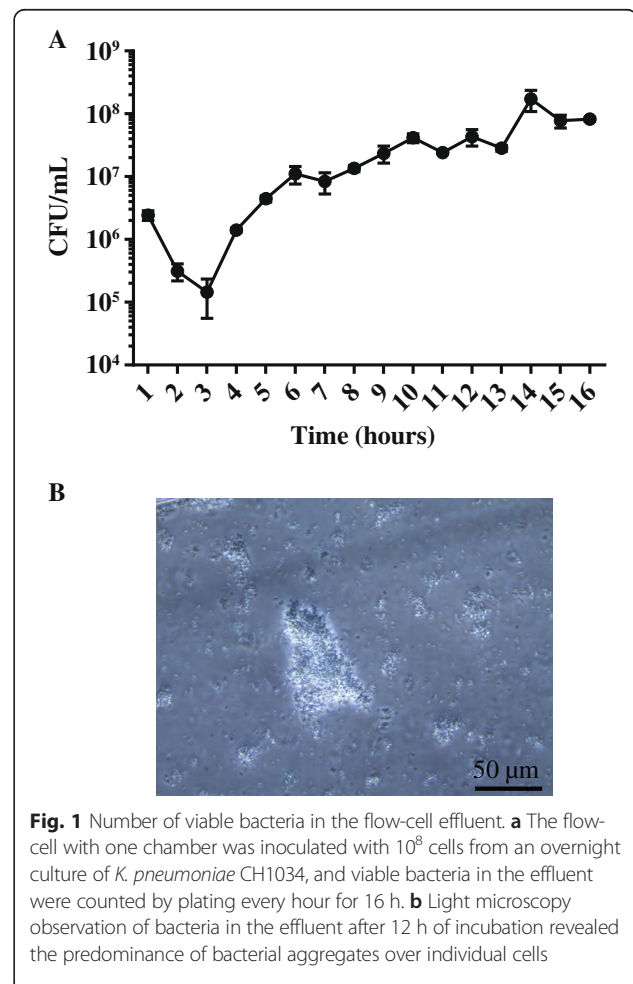 A
10⁹
10⁸
10⁷
10⁶
10⁵
10⁴
CFU/mL
1 2 3 4 5 6 7 8 9 10 11 12 13 14 15 16
Time (hours)
B
50 µm
Fig. 1 Number of viable bacteria in the flow-cell effluent. a The flow-
cell with one chamber was inoculated with 10⁸ cells from an overnight
culture of K. pneumoniae CH1034, and viable bacteria in the effluent
were counted by plating every hour for 16 h. b Light microscopy
observation of bacteria in the effluent after 12 h of incubation revealed
the predominance of bacterial aggregates over individual cells